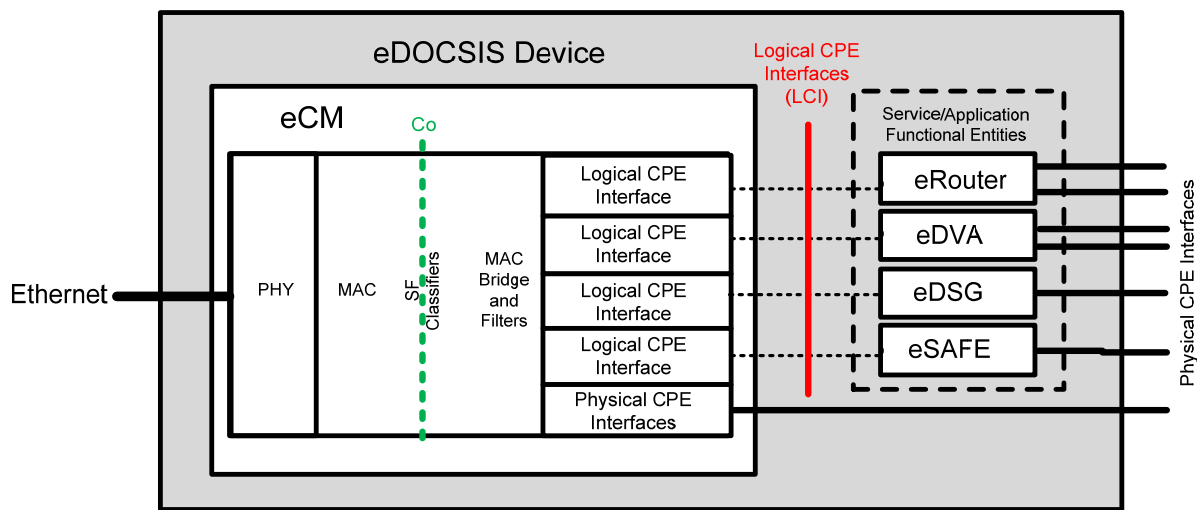 eDOCSIS Device
eCM
Co
Logical CPE
Interfaces
(LCI)
Service/Application
Functional Entities
Ethernet
PHY
MAC
SF
Classifiers
MAC
Bridge
and
Filters
Logical CPE
Interface
Logical CPE
Interface
Logical CPE
Interface
Logical CPE
Interface
Physical CPE
Interfaces
eRouter
eDVA
eDSG
eSAFE
Physical CPE Interfaces